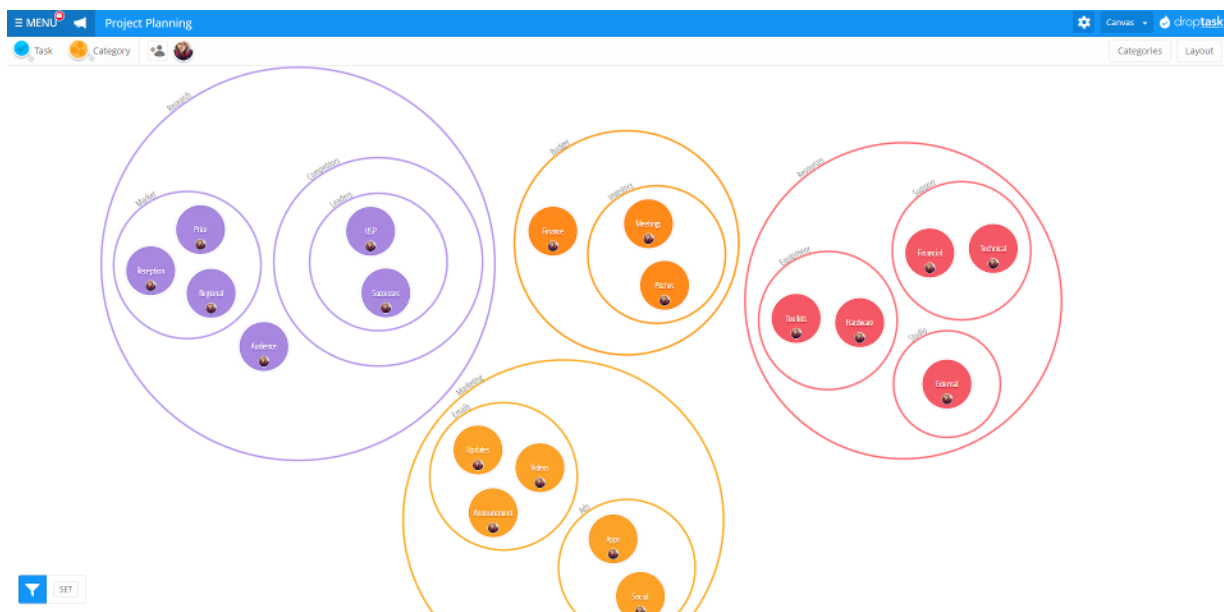 ≡ MENU Project Planning Canvas droptask
Task Category Categories Layout
Research
Market
Price
Reception
Regional
Audience
Competitors
Leaders
USP
Successes
Budget
Finance
Investors
Meetings
Pitches
Resources
Support
Financial
Technical
Equipment
Toolkits
Hardware
Studio
External
Marketing
Emails
Updates
Videos
Announcment
Ads
Apps
Social
SET